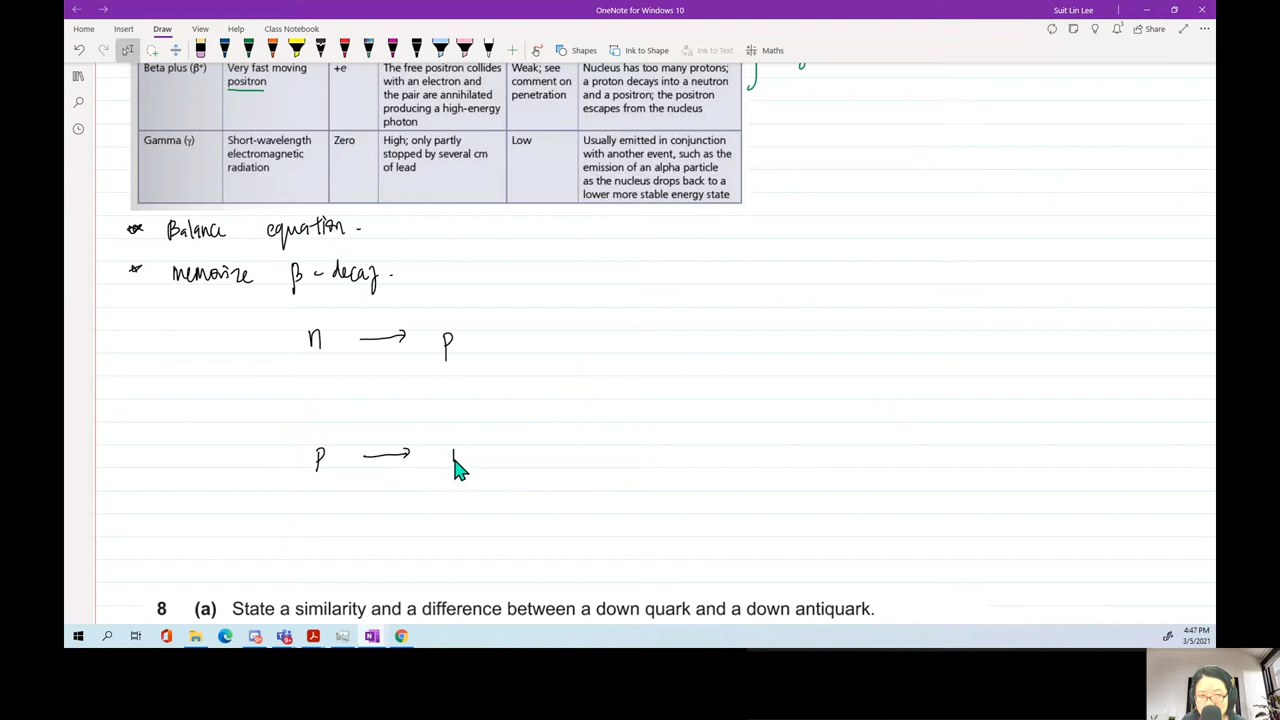 OneNote for Windows 10
Suit Lin Lee
Home Insert Draw View Help Class Notebook
Share
Shapes Ink to Shape Ink to Text Maths
Beta plus (β⁺) Very fast moving positron +e The free positron collides with an electron and the pair are annihilated producing a high-energy photon Weak; see comment on penetration Nucleus has too many protons; a proton decays into a neutron and a positron; the positron escapes from the nucleus
Gamma (γ) Short-wavelength electromagnetic radiation Zero High; only partly stopped by several cm of lead Low Usually emitted in conjunction with another event, such as the emission of an alpha particle as the nucleus drops back to a lower more stable energy state
* Balance equation.
* memorize β - decay.
n → p
p →
8 (a) State a similarity and a difference between a down quark and a down antiquark.
4:47 PM
3/5/2021